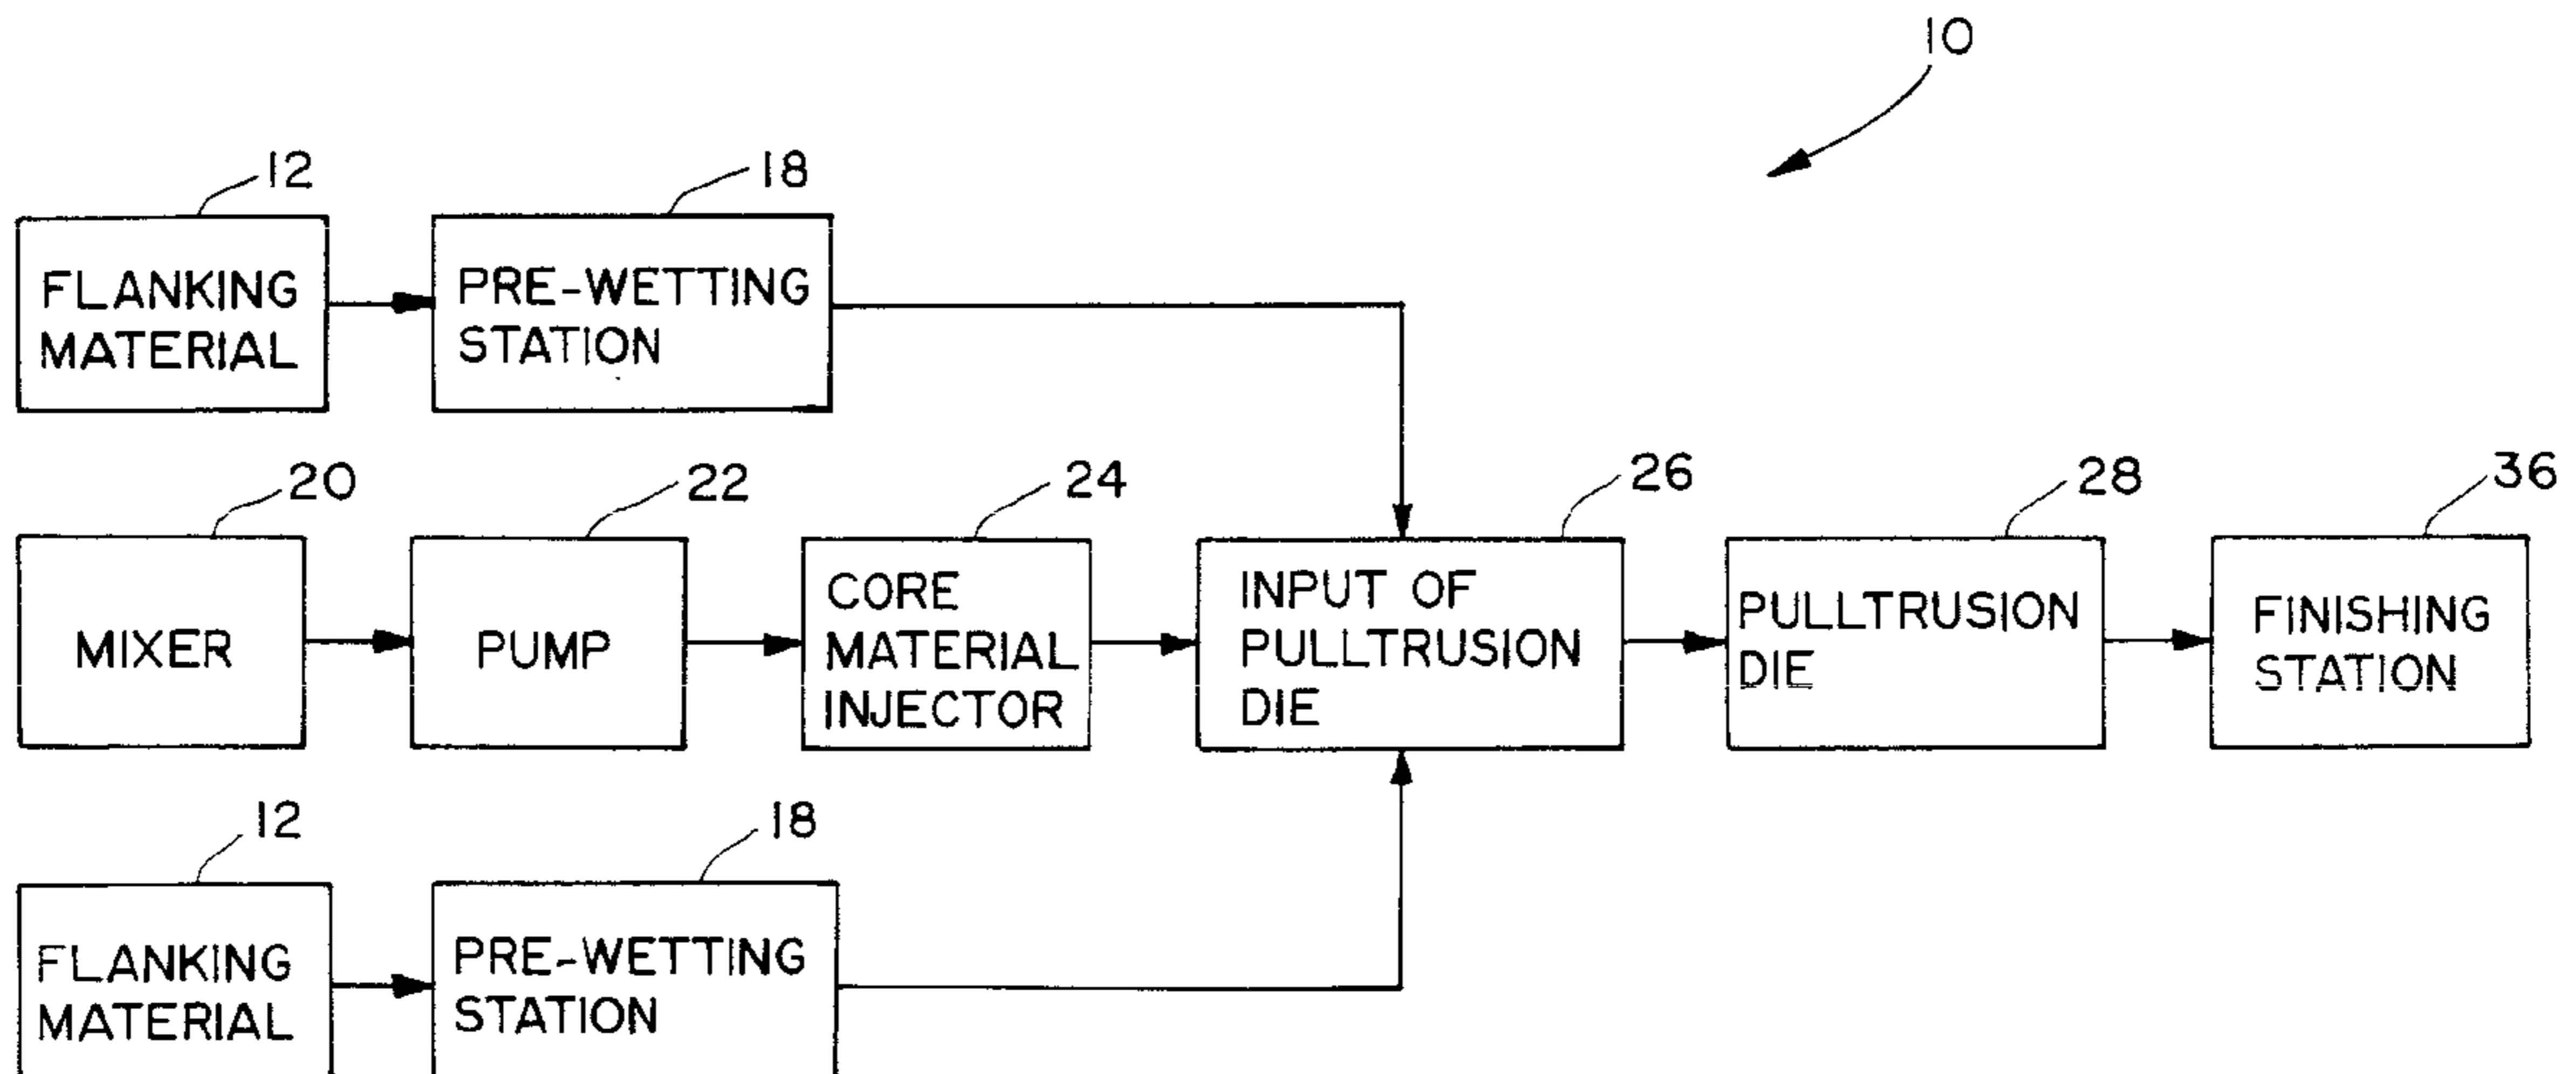 10
12
18
FLANKING
MATERIAL
PRE-WETTING
STATION
20
22
24
26
28
36
MIXER
PUMP
CORE
MATERIAL
INJECTOR
INPUT OF
PULLTRUSION
DIE
PULLTRUSION
DIE
FINISHING
STATION
12
18
FLANKING
MATERIAL
PRE-WETTING
STATION